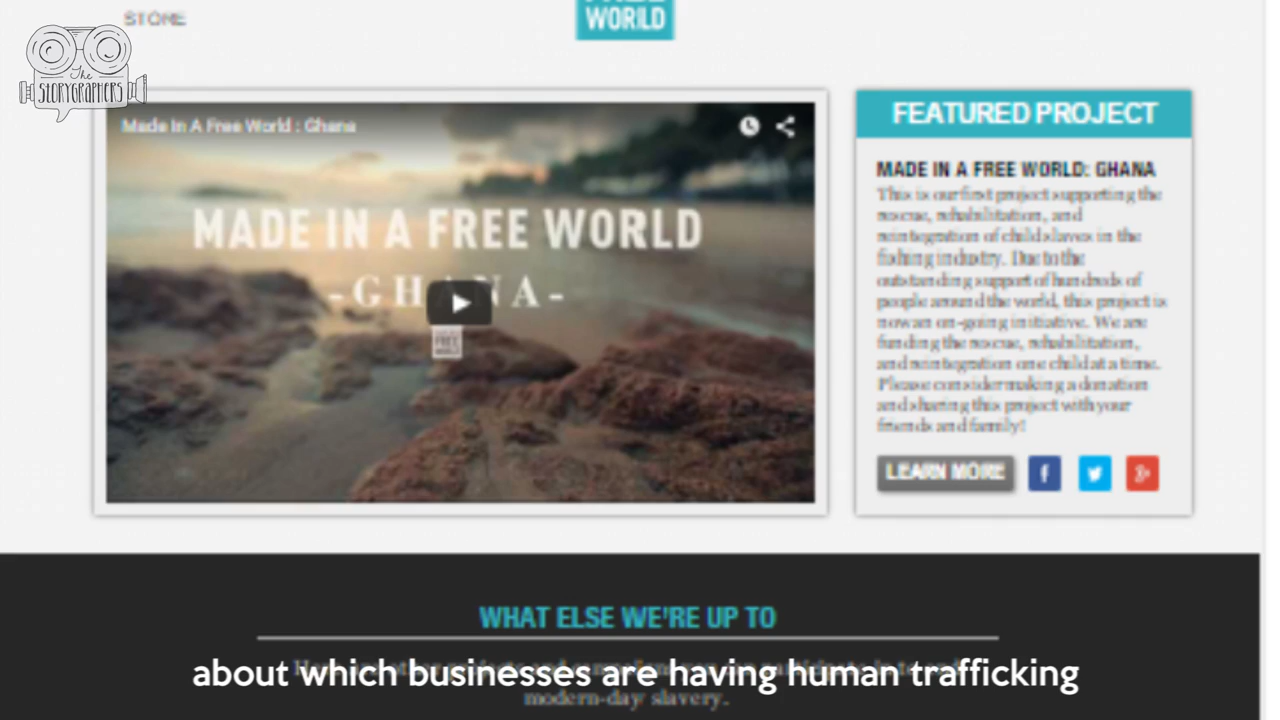 STORE
WORLD
The
STORYGRAPHERS
Made In A Free World : Ghana
MADE IN A FREE WORLD
-GHANA-
FREE
WORLD
FEATURED PROJECT
MADE IN A FREE WORLD: GHANA
This is our first project supporting the
rescue, rehabilitation, and
reintegration of child slaves in the
fishing industry. Due to the
outstanding support of hundreds of
people around the world, this project is
now an on-going initiative. We are
funding the rescue, rehabilitation,
and reintegration one child at a time.
Please consider making a donation
and sharing this project with your
friends and family!
LEARN MORE
WHAT ELSE WE'RE UP TO
about which businesses are having human trafficking
modern-day slavery.